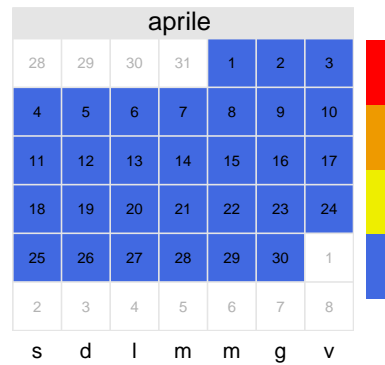 aprile
28 29 30 31 1 2 3
4 5 6 7 8 9 10
11 12 13 14 15 16 17
18 19 20 21 22 23 24
25 26 27 28 29 30 1
2 3 4 5 6 7 8
s d l m m g v